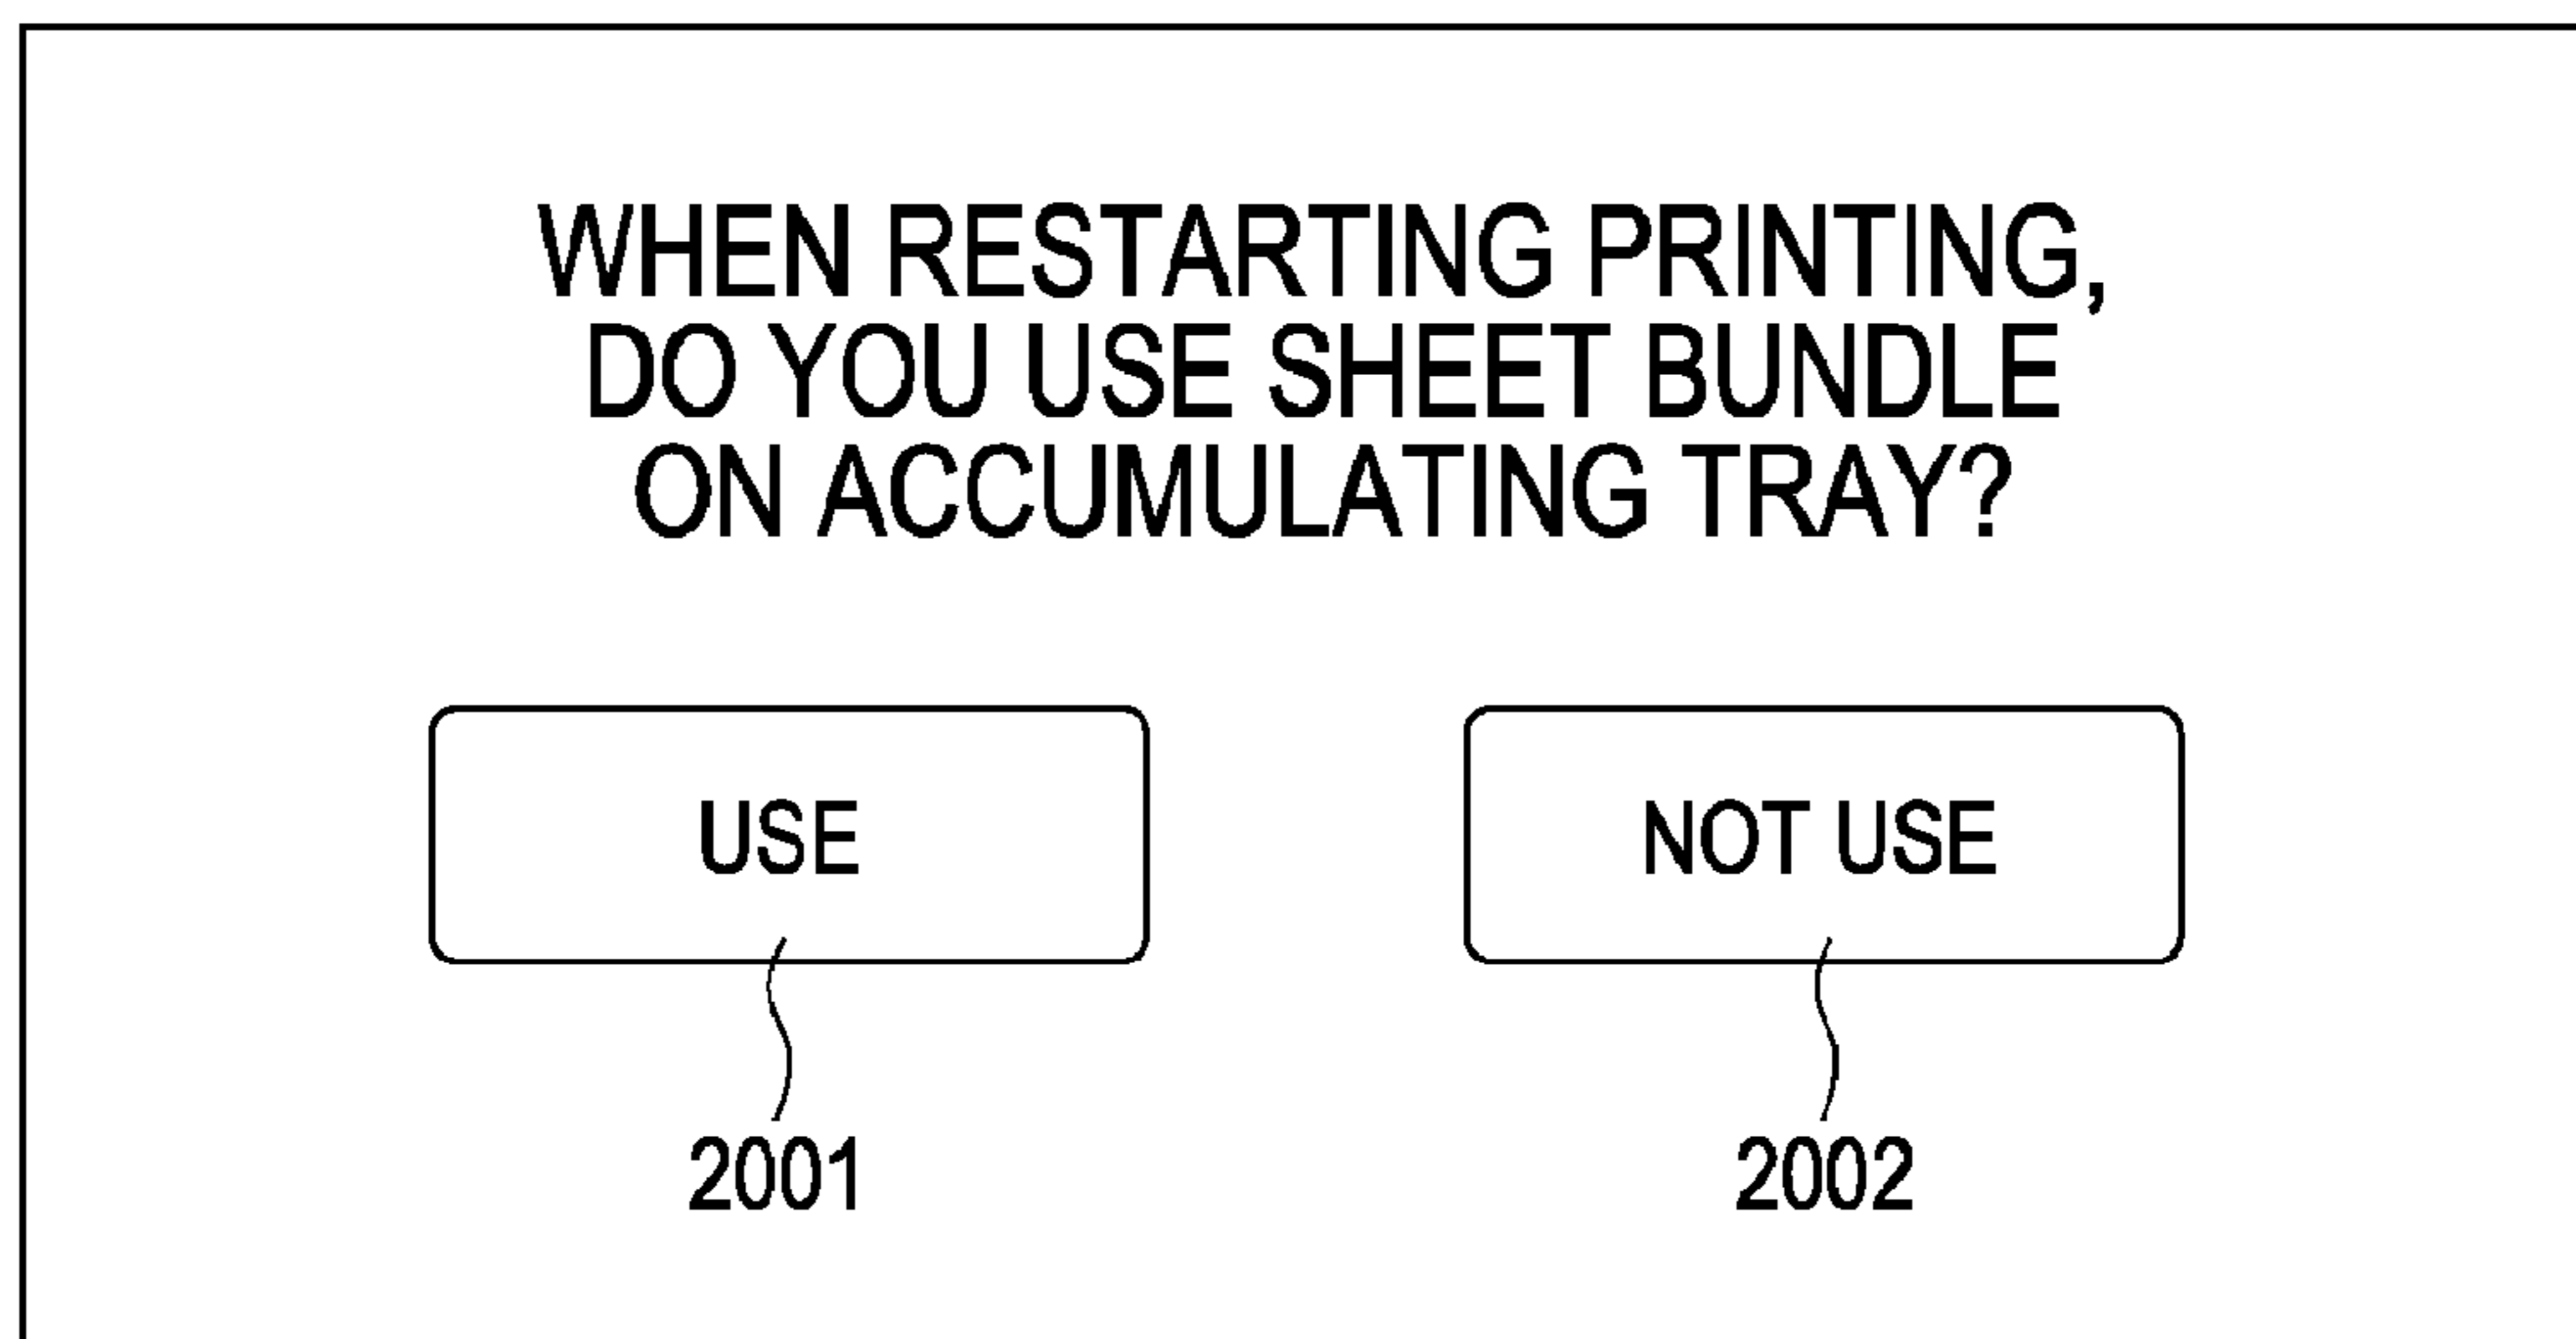 WHEN RESTARTING PRINTING,
DO YOU USE SHEET BUNDLE
ON ACCUMULATING TRAY?
USE
NOT USE
2001
2002